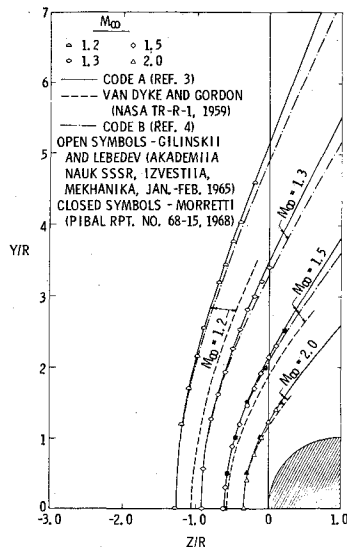 M∞
1.2 1.5
1.3 2.0
CODE A (REF. 3)
VAN DYKE AND GORDON
(NASA TR-R-1, 1959)
CODE B (REF. 4)
OPEN SYMBOLS - GILINSKII
AND LEBEDEV (AKADEMIIA
NAUK SSSR, IZVESTIIA,
MEKHANIKA, JAN.-FEB. 1965)
CLOSED SYMBOLS - MORRETTI
(PIBAL RPT. NO. 68-15, 1968)
7
6
5
4
Y/R
3
2
1
0
M∞ = 1.3
M∞ = 1.5
M∞ = 1.2
M∞ = 2.0
-3.0 -2.0 -1.0 0 1.0
Z/R